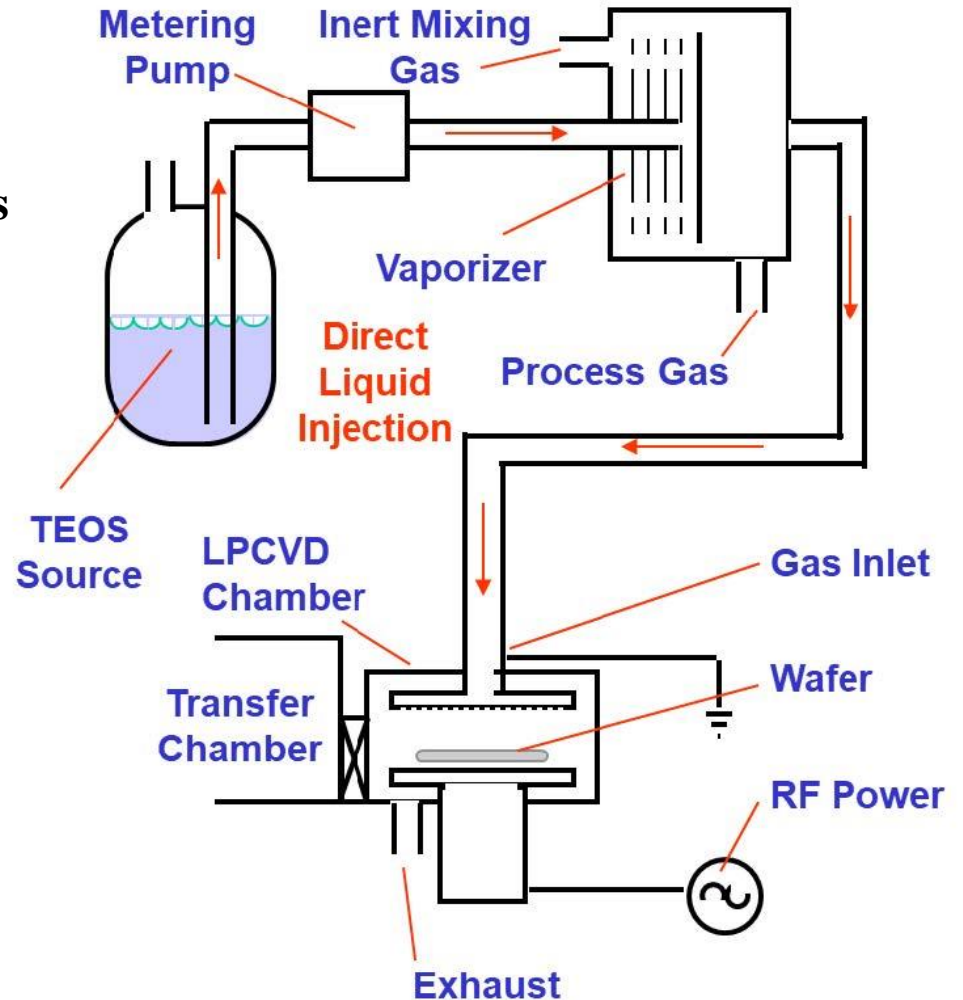 Metering
Pump
Inert Mixing
Gas
s
Vaporizer
Direct
Liquid
Injection
Process Gas
TEOS
Source
LPCVD
Chamber
Gas Inlet
Wafer
Transfer
Chamber
RF Power
Exhaust